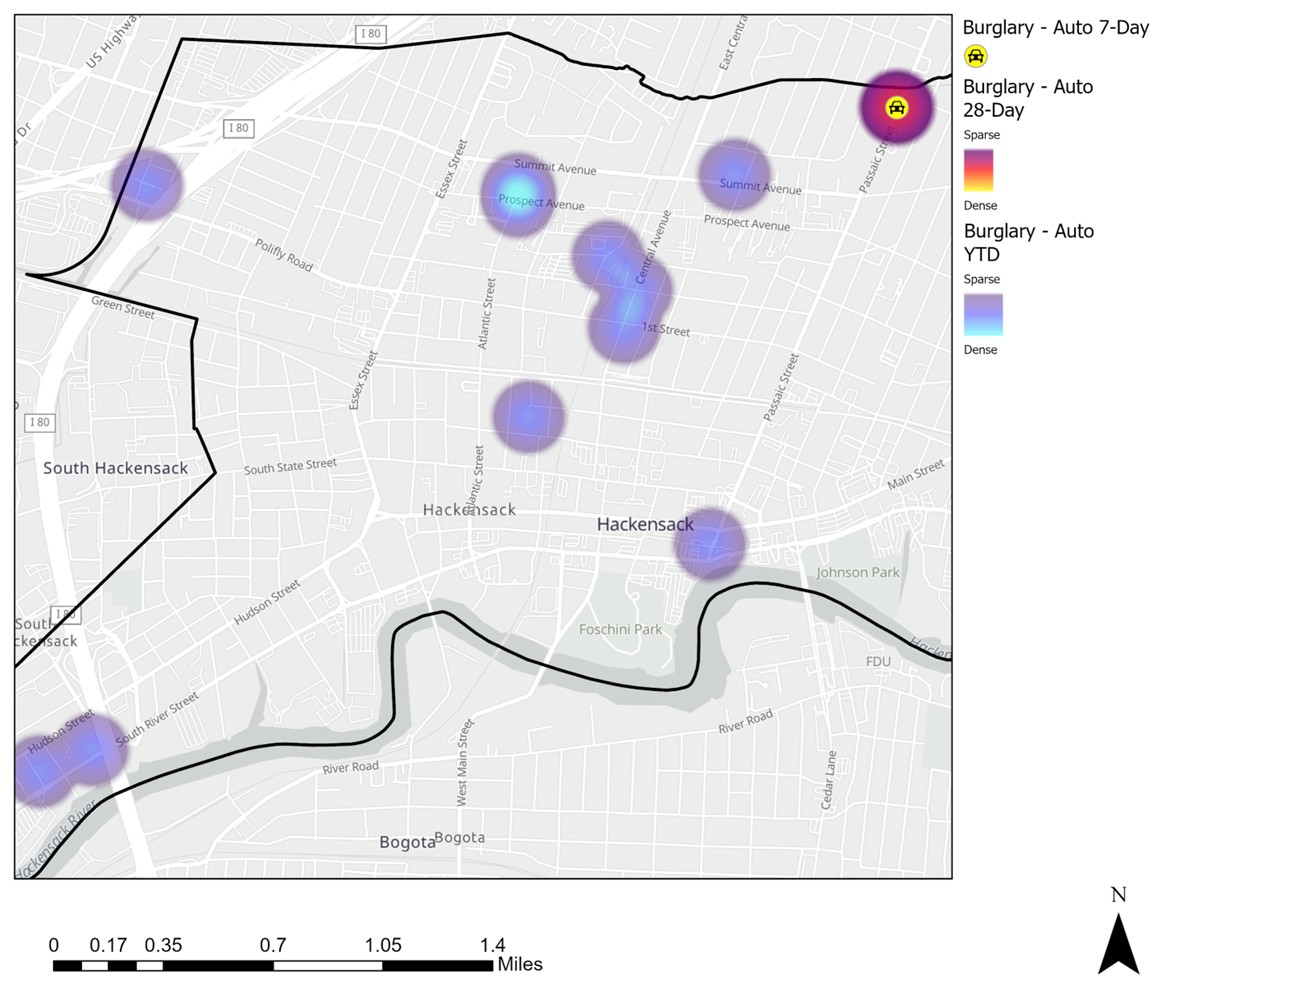 I 80
US Highway
East Centra
Dr
I 80
Essex Street
Summit Avenue
Passaic Street
Summit Avenue
Prospect Avenue
Prospect Avenue
Central Avenue
Polifly Road
Green Street
Atlantic Street
1st Street
Essex Street
Passaic Street
I 80
South Hackensack
South State Street
Main Street
Atlantic Street
Hackensack
Hackensack
Johnson Park
Hudson Street
I 80
South
ckensack
Foschini Park
Hacken
FDU
South River Street
Hudson Street
River Road
West Main Street
River Road
Cedar Lane
Hackensack River
Bogota
Bogota
Burglary - Auto 7-Day
Burglary - Auto
28-Day
Sparse
Dense
Burglary - Auto
YTD
Sparse
Dense
N
0 0.17 0.35 0.7 1.05 1.4
Miles